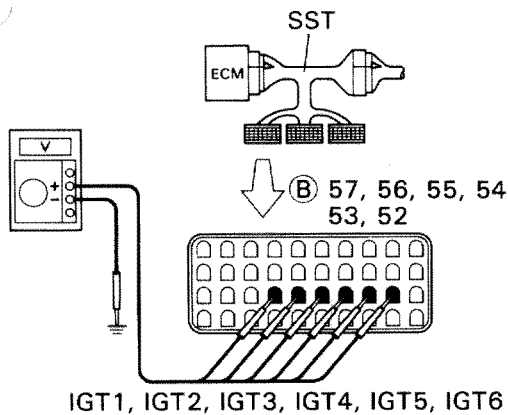 SST
ECM
V
+
−
B 57, 56, 55, 54
53, 52
IGT1, IGT2, IGT3, IGT4, IGT5, IGT6